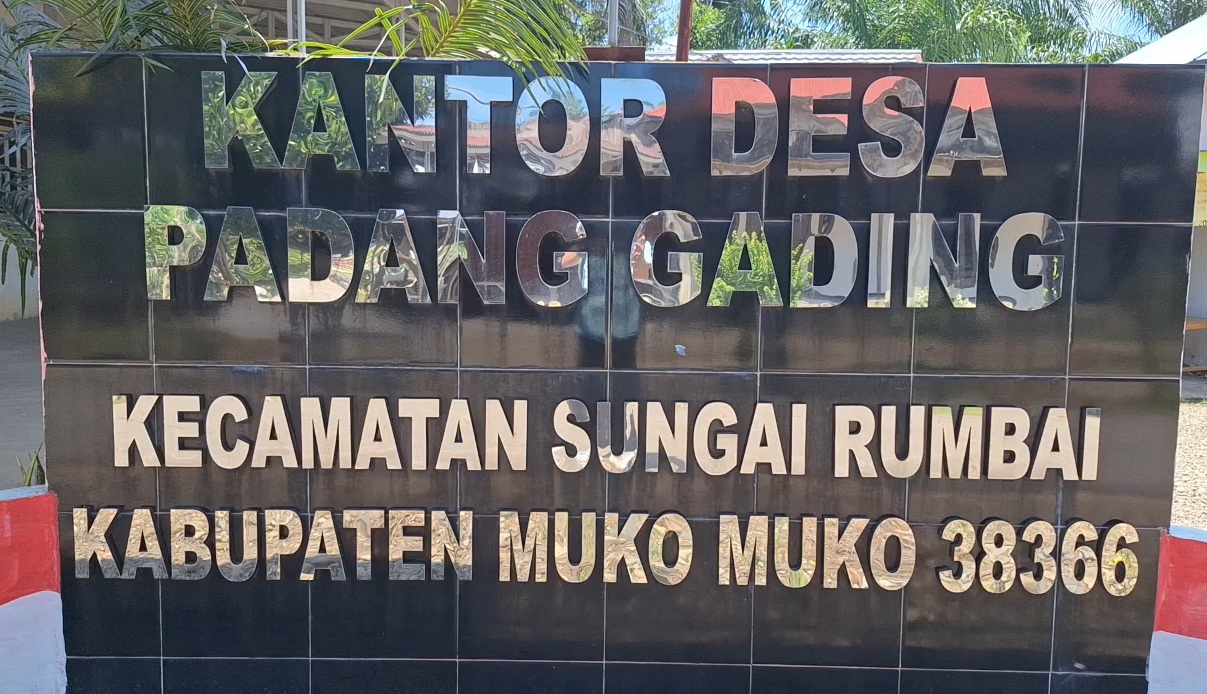 KANTOR DESA
PADANG GADING
KECAMATAN SUNGAI RUMBAI
KABUPATEN MUKO MUKO 38366